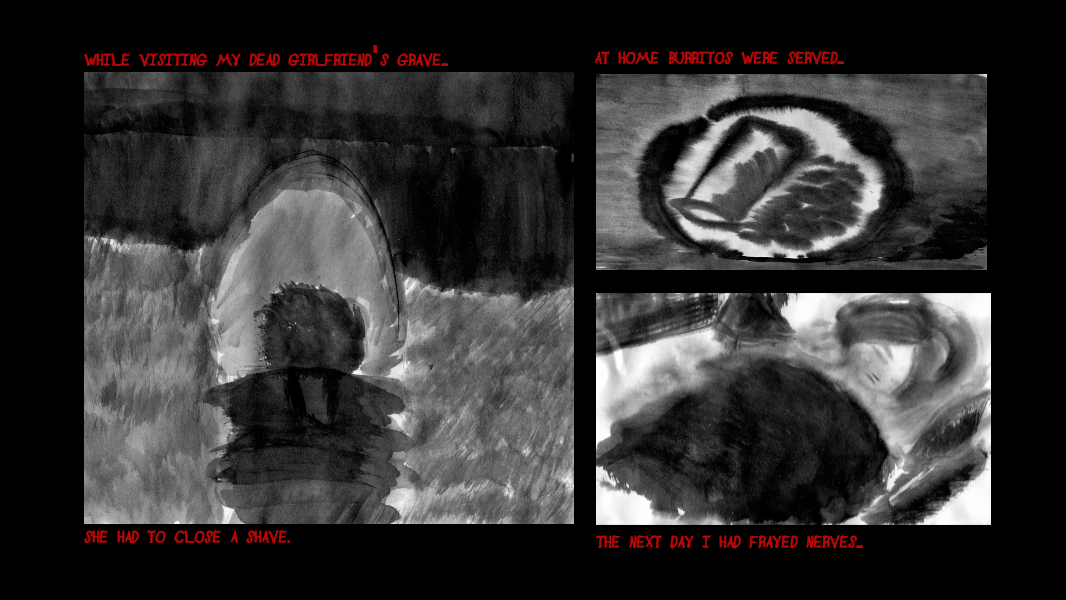 WHILE VISITING MY DEAD GIRLFRIEND'S GRAVE...
SHE HAD TO CLOSE A SHAVE.
AT HOME BURRITOS WERE SERVED...
THE NEXT DAY I HAD FRAYED NERVES...